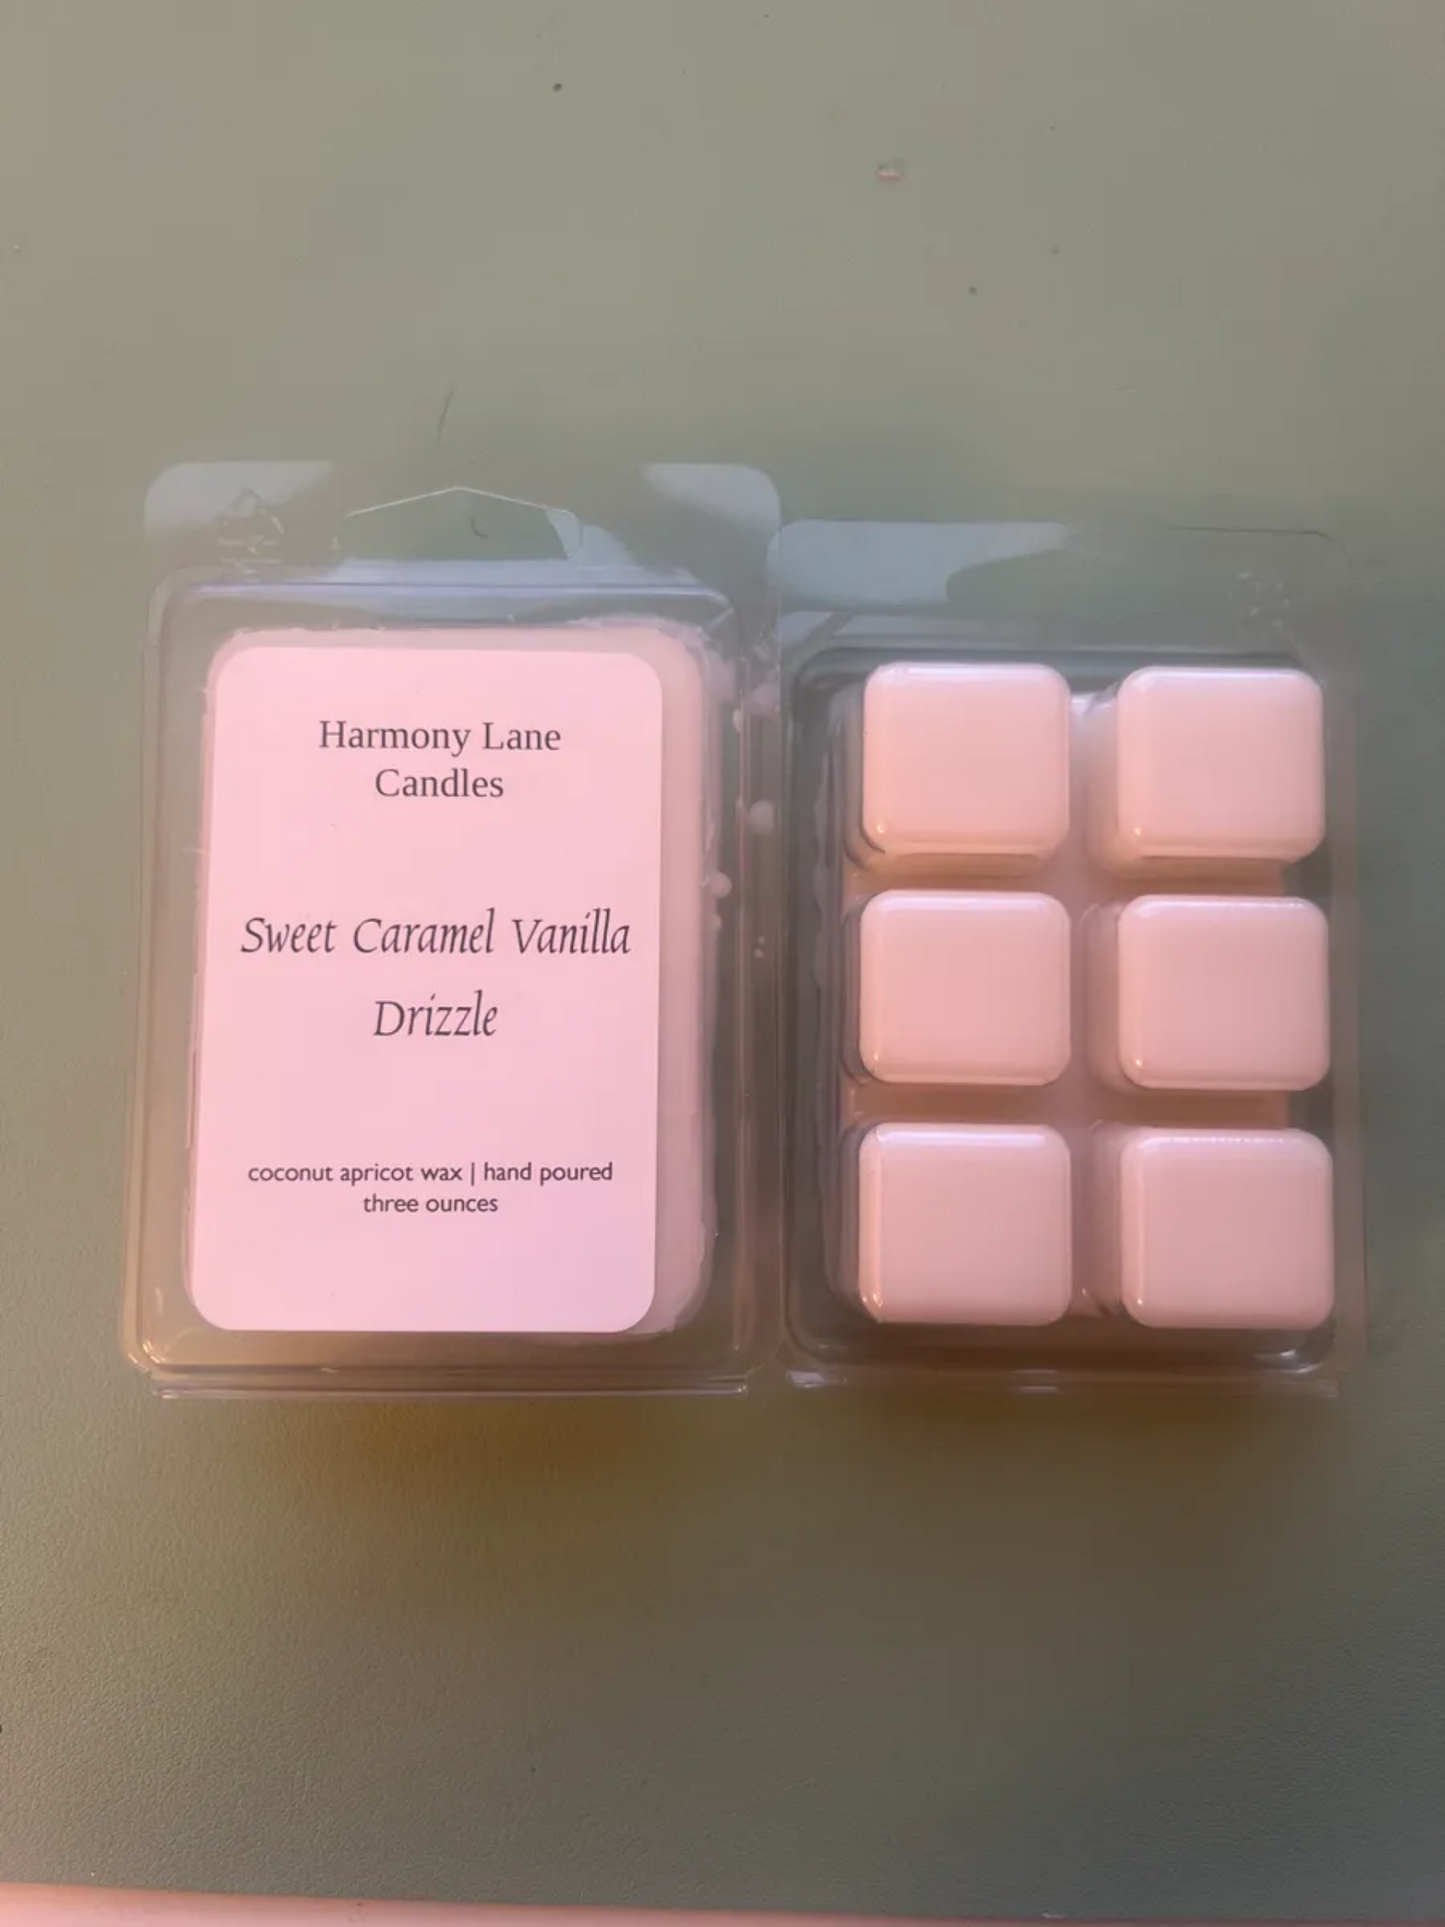 Harmony Lane
Candles
Sweet Caramel Vanilla
Drizzle
coconut apricot wax | hand poured
three ounces